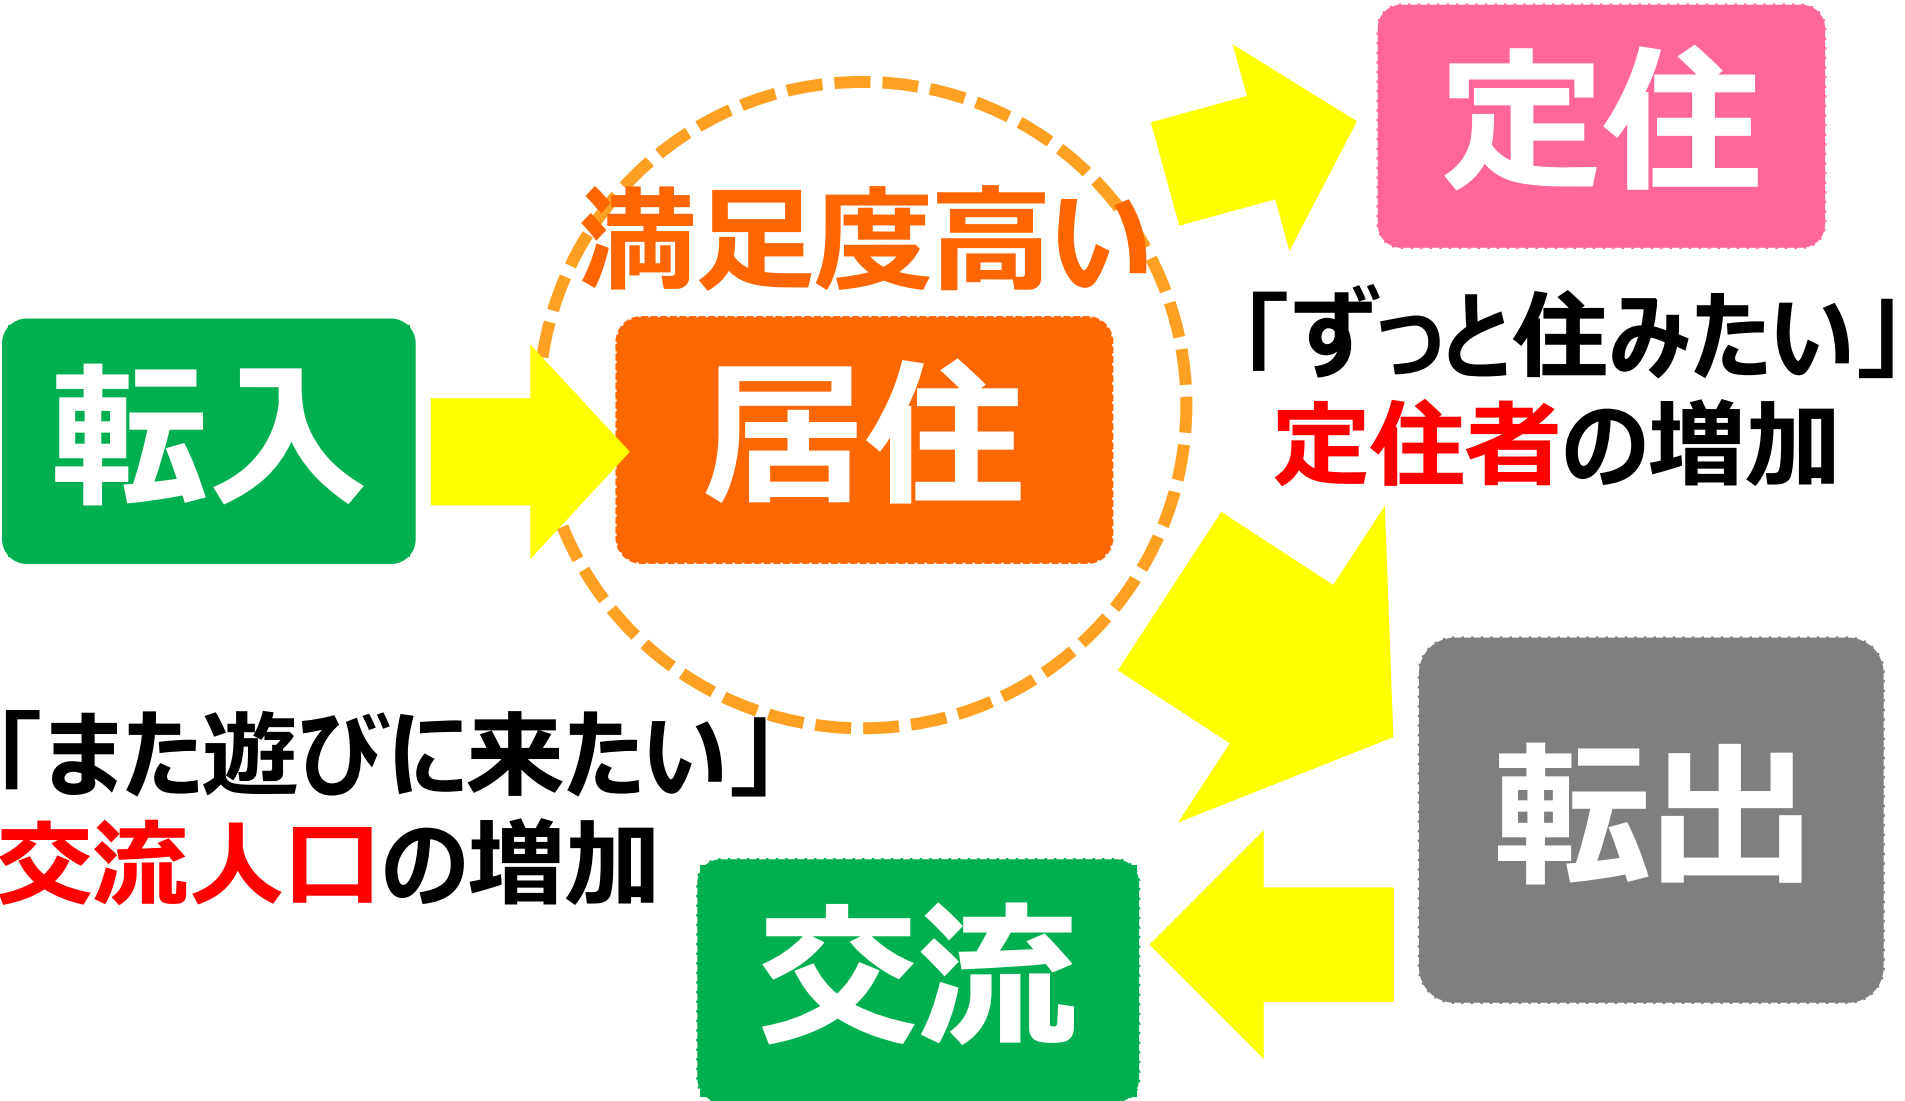 定住
満足度高い
「ずっと住みたい」
定住者の増加
転入
居住
「また遊びに来たい」
交流人口の増加
転出
交流